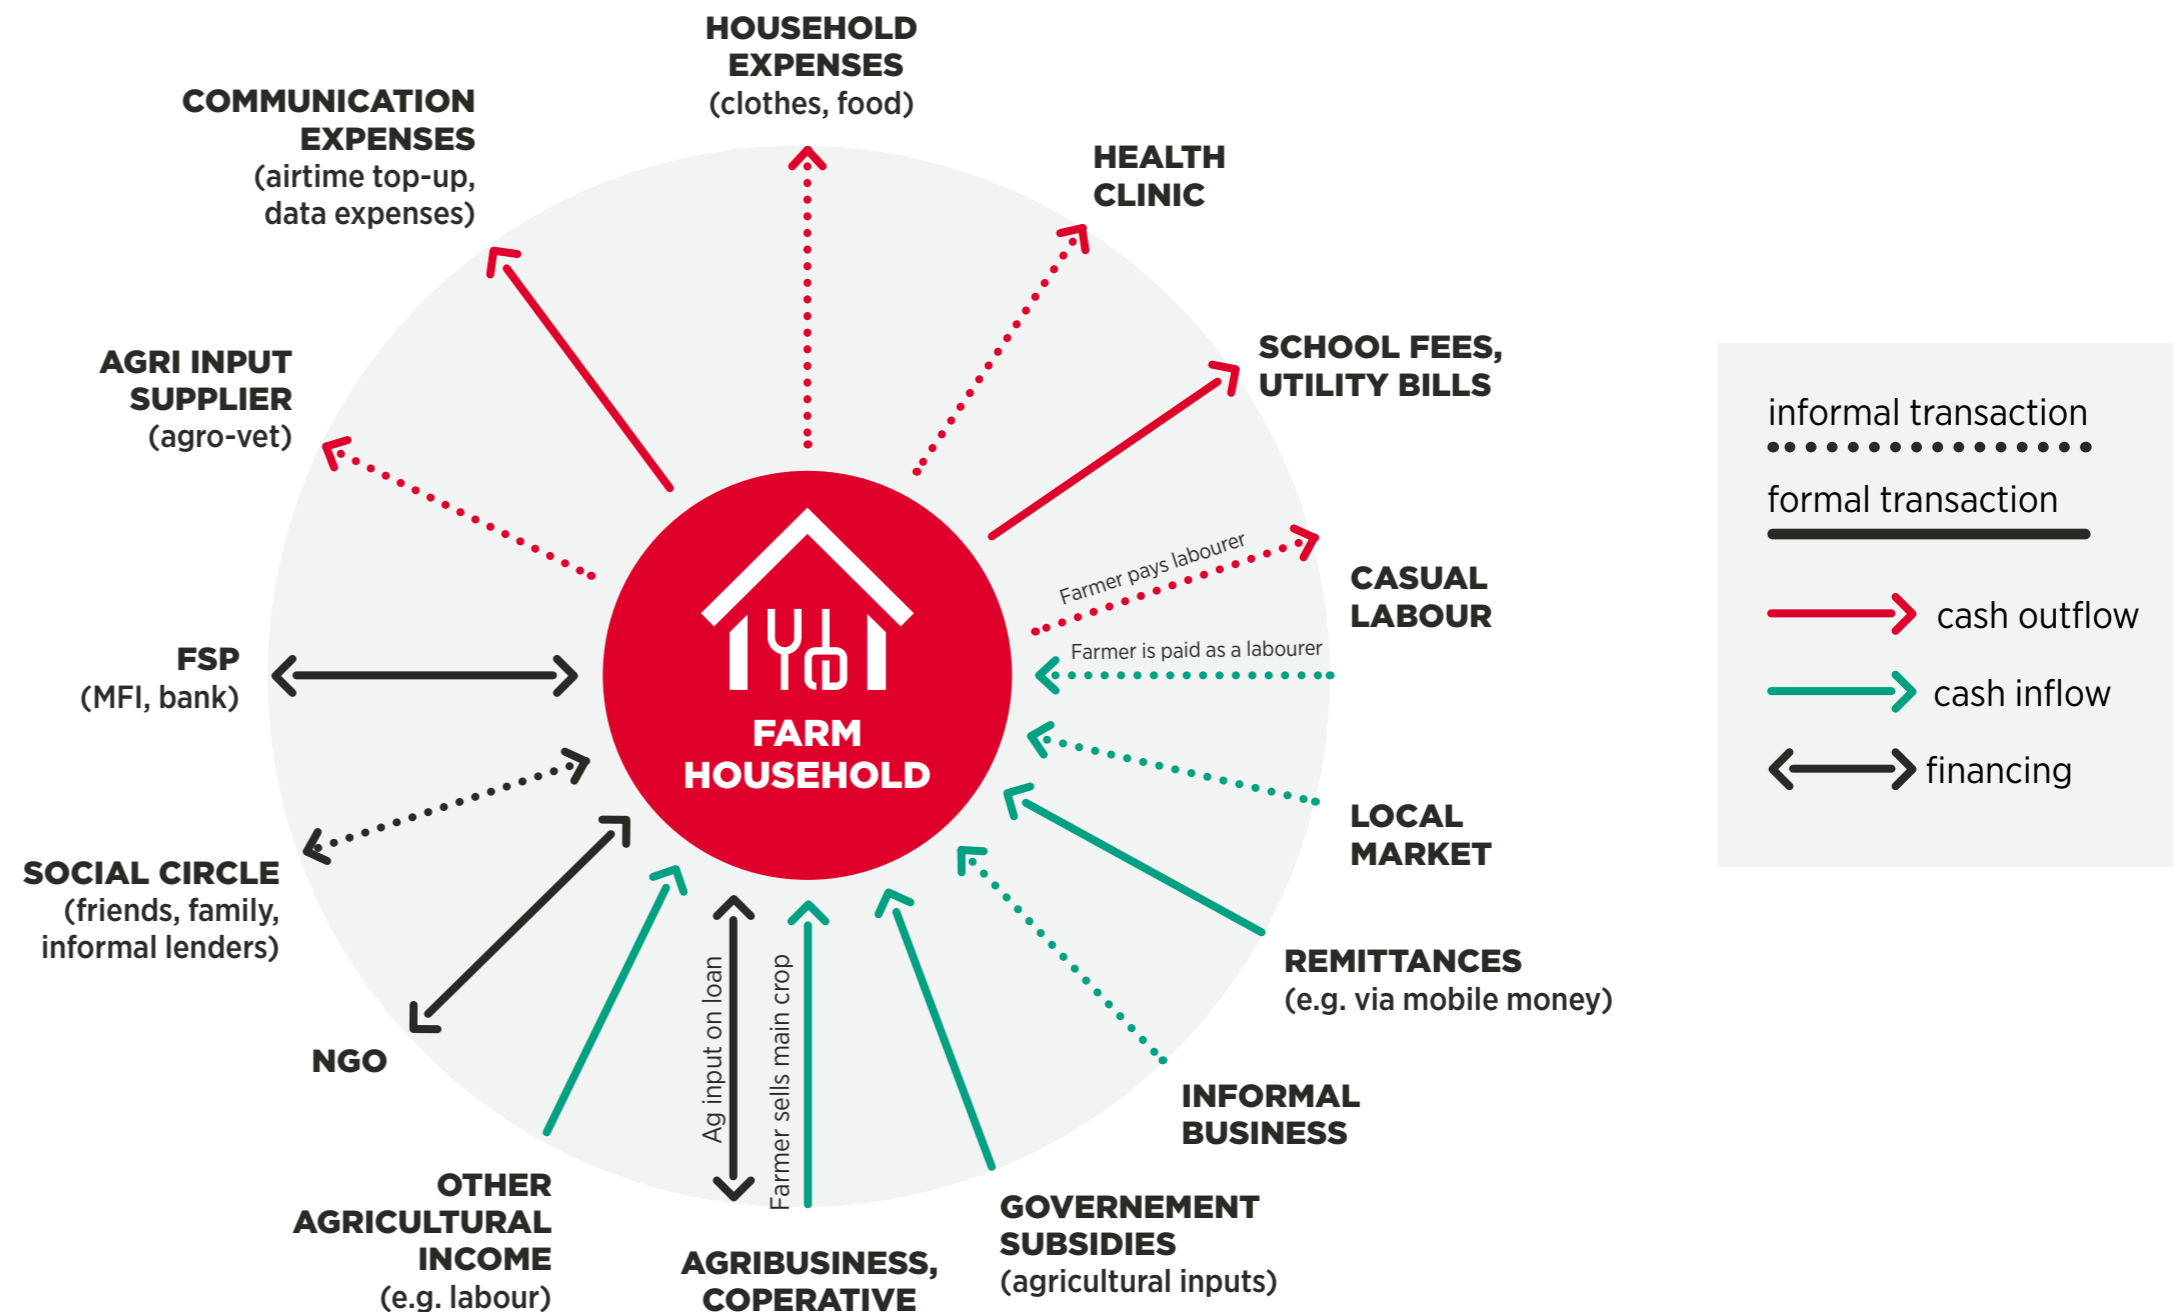 HOUSEHOLD
EXPENSES
(clothes, food)
COMMUNICATION
EXPENSES
(airtime top-up,
data expenses)
HEALTH
CLINIC
AGRI INPUT
SUPPLIER
(agro-vet)
SCHOOL FEES,
UTILITY BILLS
Farmer pays labourer
CASUAL
LABOUR
Farmer is paid as a labourer
FSP
(MFI, bank)
FARM
HOUSEHOLD
LOCAL
MARKET
SOCIAL CIRCLE
(friends, family,
informal lenders)
REMITTANCES
(e.g. via mobile money)
NGO
INFORMAL
BUSINESS
Ag input on loan
Farmer sells main crop
OTHER
AGRICULTURAL
INCOME
(e.g. labour)
AGRIBUSINESS,
COPERATIVE
GOVERNEMENT
SUBSIDIES
(agricultural inputs)
informal transaction
formal transaction
cash outflow
cash inflow
financing